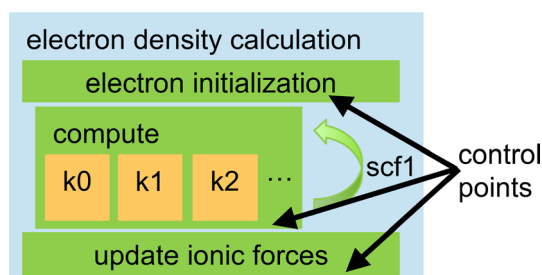 electron density calculation
electron initialization
compute
k0 k1 k2 ...
scf1
control
points
update ionic forces